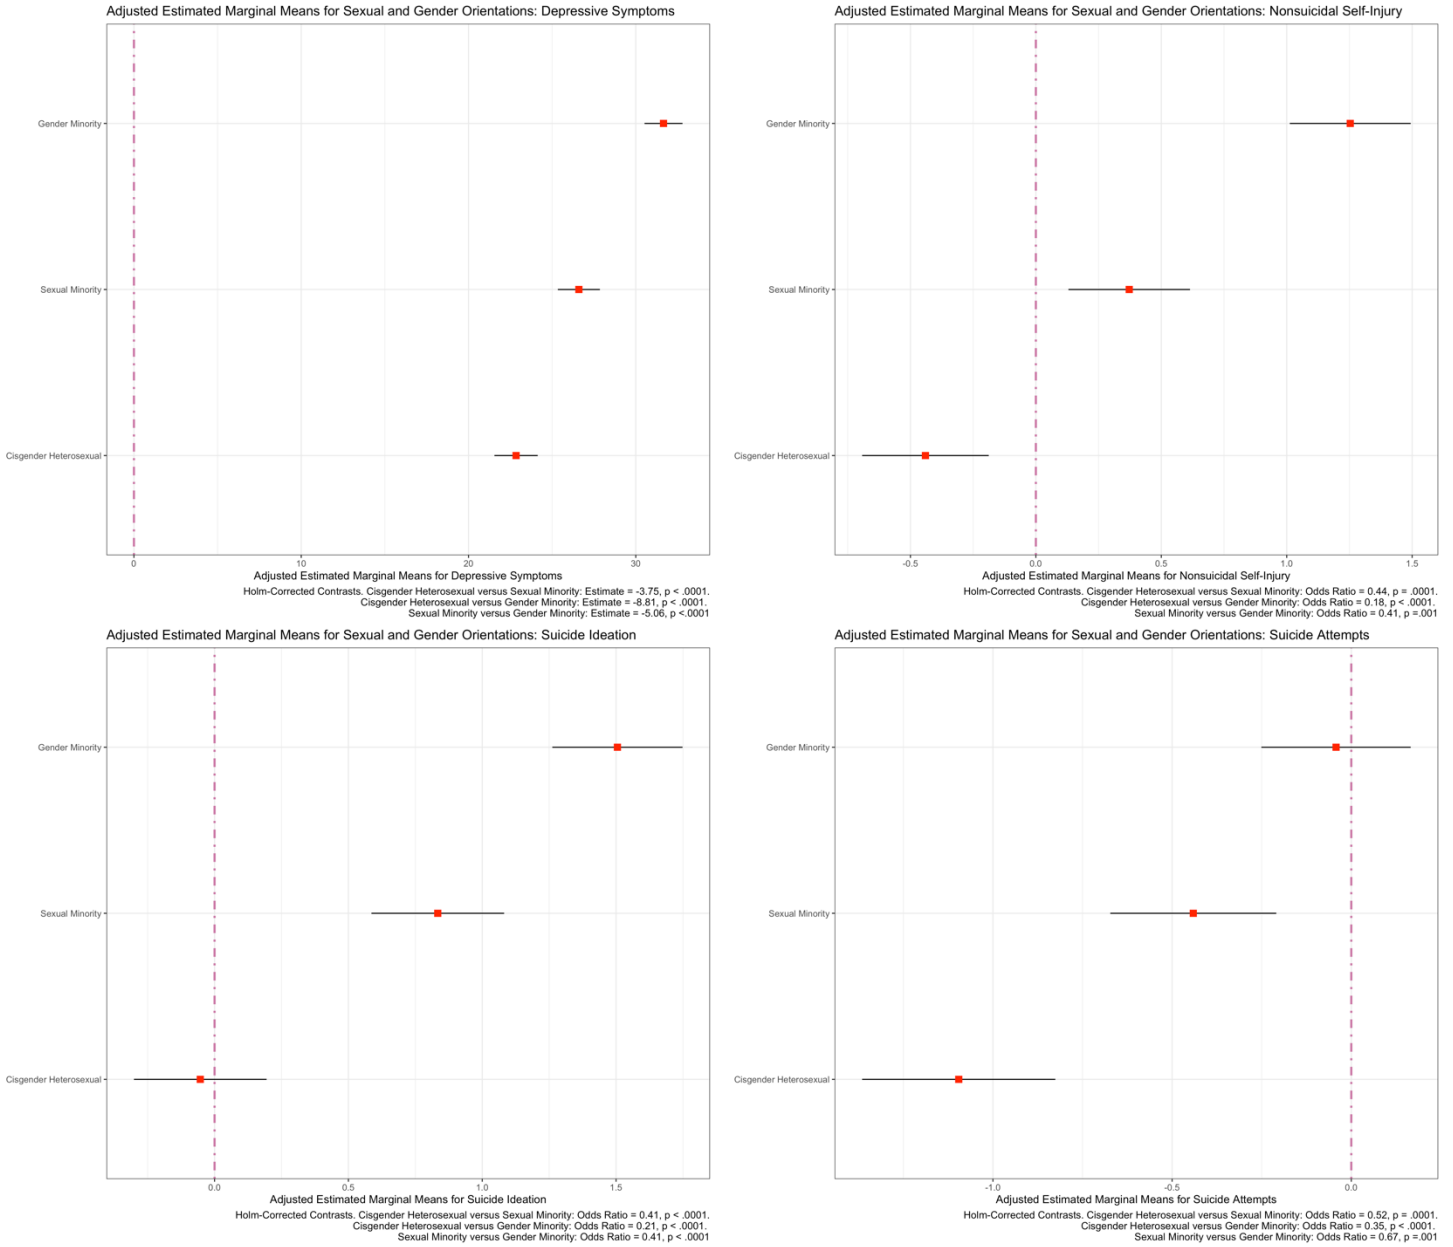 Adjusted Estimated Marginal Means for Sexual and Gender Orientations: Depressive Symptoms
Gender Minority
Sexual Minority
Cisgender Heterosexual
0
10
20
30
Adjusted Estimated Marginal Means for Depressive Symptoms
Holm-Corrected Contrasts. Cisgender Heterosexual versus Sexual Minority: Estimate = -3.75, p < .0001.
Cisgender Heterosexual versus Gender Minority: Estimate = -8.81, p < .0001.
Sexual Minority versus Gender Minority: Estimate = -5.06, p <.0001
Adjusted Estimated Marginal Means for Sexual and Gender Orientations: Nonsuicidal Self-Injury
Gender Minority
Sexual Minority
Cisgender Heterosexual
-0.5
0.0
0.5
1.0
1.5
Adjusted Estimated Marginal Means for Nonsuicidal Self-Injury
Holm-Corrected Contrasts. Cisgender Heterosexual versus Sexual Minority: Odds Ratio = 0.44, p = .0001.
Cisgender Heterosexual versus Gender Minority: Odds Ratio = 0.18, p < .0001.
Sexual Minority versus Gender Minority: Odds Ratio = 0.41, p =.001
Adjusted Estimated Marginal Means for Sexual and Gender Orientations: Suicide Ideation
Gender Minority
Sexual Minority
Cisgender Heterosexual
0.0
0.5
1.0
1.5
Adjusted Estimated Marginal Means for Suicide Ideation
Holm-Corrected Contrasts. Cisgender Heterosexual versus Sexual Minority: Odds Ratio = 0.41, p < .0001.
Cisgender Heterosexual versus Gender Minority: Odds Ratio = 0.21, p < .0001.
Sexual Minority versus Gender Minority: Odds Ratio = 0.41, p < .0001
Adjusted Estimated Marginal Means for Sexual and Gender Orientations: Suicide Attempts
Gender Minority
Sexual Minority
Cisgender Heterosexual
-1.0
-0.5
0.0
Adjusted Estimated Marginal Means for Suicide Attempts
Holm-Corrected Contrasts. Cisgender Heterosexual versus Sexual Minority: Odds Ratio = 0.52, p = .0001.
Cisgender Heterosexual versus Gender Minority: Odds Ratio = 0.35, p < .0001.
Sexual Minority versus Gender Minority: Odds Ratio = 0.67, p =.001